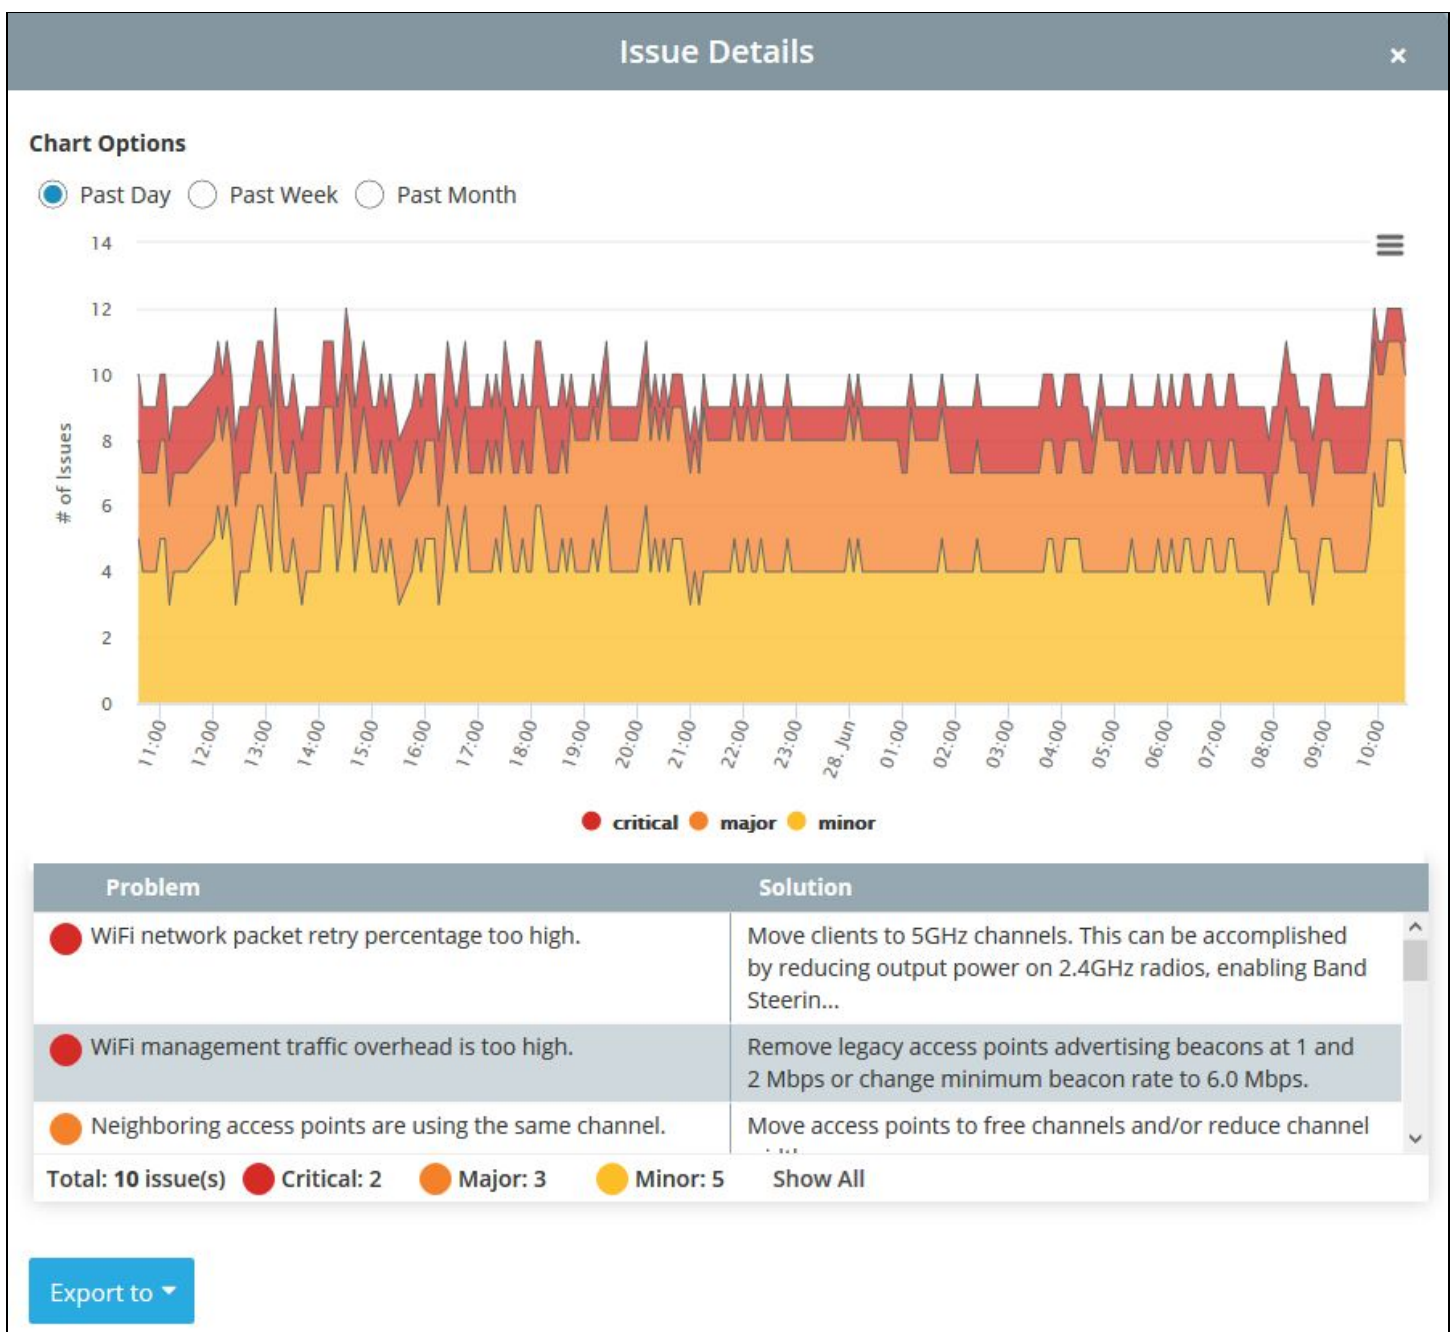 Issue Details ×
Chart Options
Past Day Past Week Past Month
14
12
10
8
6
4
2
0
# of Issues
11:00 12:00 13:00 14:00 15:00 16:00 17:00 18:00 19:00 20:00 21:00 22:00 23:00 28. Jun 01:00 02:00 03:00 04:00 05:00 06:00 07:00 08:00 09:00 10:00
critical major minor
Problem Solution
WiFi network packet retry percentage too high.
Move clients to 5GHz channels. This can be accomplished
by reducing output power on 2.4GHz radios, enabling Band
Steerin...
WiFi management traffic overhead is too high.
Remove legacy access points advertising beacons at 1 and
2 Mbps or change minimum beacon rate to 6.0 Mbps.
Neighboring access points are using the same channel.
Move access points to free channels and/or reduce channel
Total: 10 issue(s) Critical: 2 Major: 3 Minor: 5 Show All
Export to